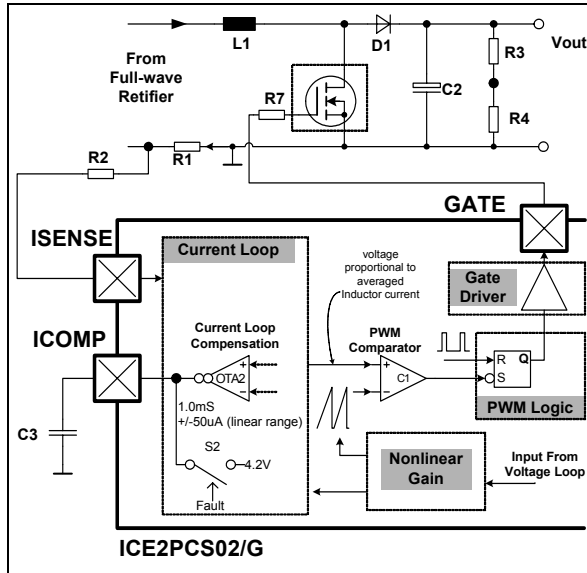 From
Full-wave
Retifier
L1
D1
Vout
R3
C2
R4
R7
R2
R1
GATE
ISENSE
Current Loop
voltage
proportional to
averaged
Inductor current
Gate
Driver
ICOMP
Current Loop
Compensation
PWM
Comparator
OTA2
+
-
C1
R
Q
S
PWM Logic
1.0mS
+/-50uA (linear range)
C3
S2
4.2V
Fault
Nonlinear
Gain
Input From
Voltage Loop
ICE2PCS02/G